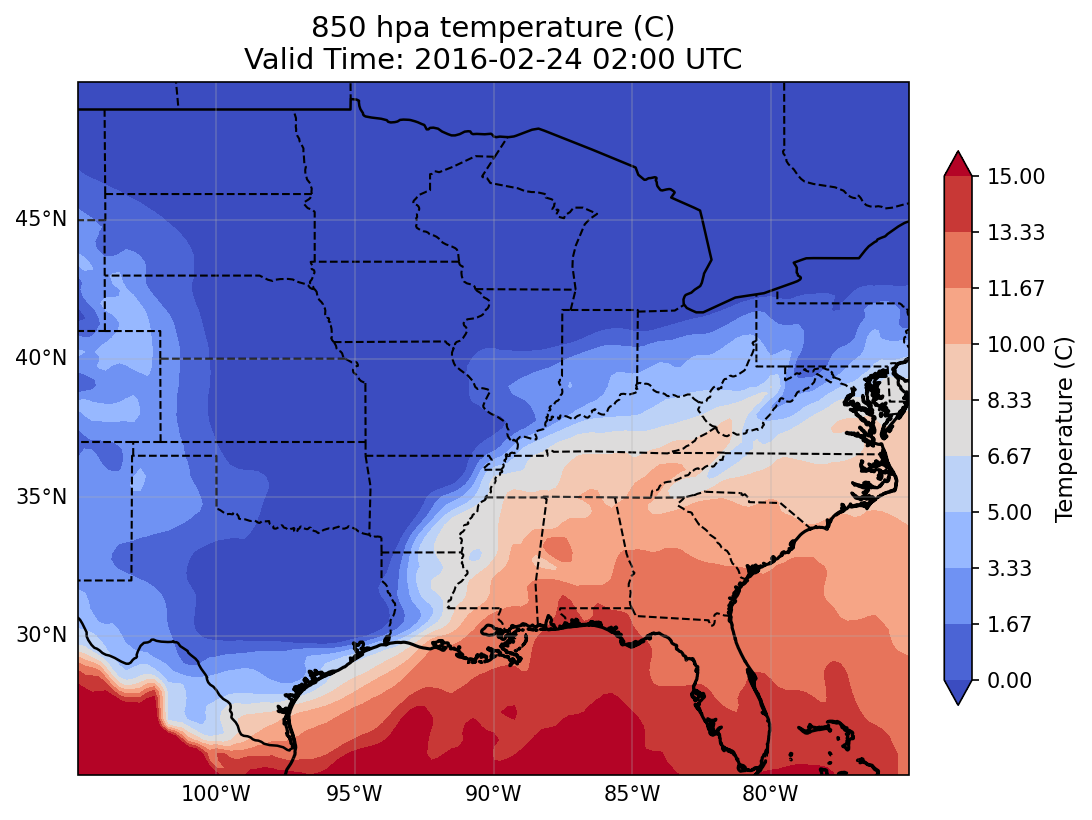 850 hpa temperature (C)
Valid Time: 2016-02-24 02:00 UTC
45°N
40°N
35°N
30°N
100°W
95°W
90°W
85°W
80°W
15.00
13.33
11.67
10.00
8.33
6.67
5.00
3.33
1.67
0.00
Temperature (C)